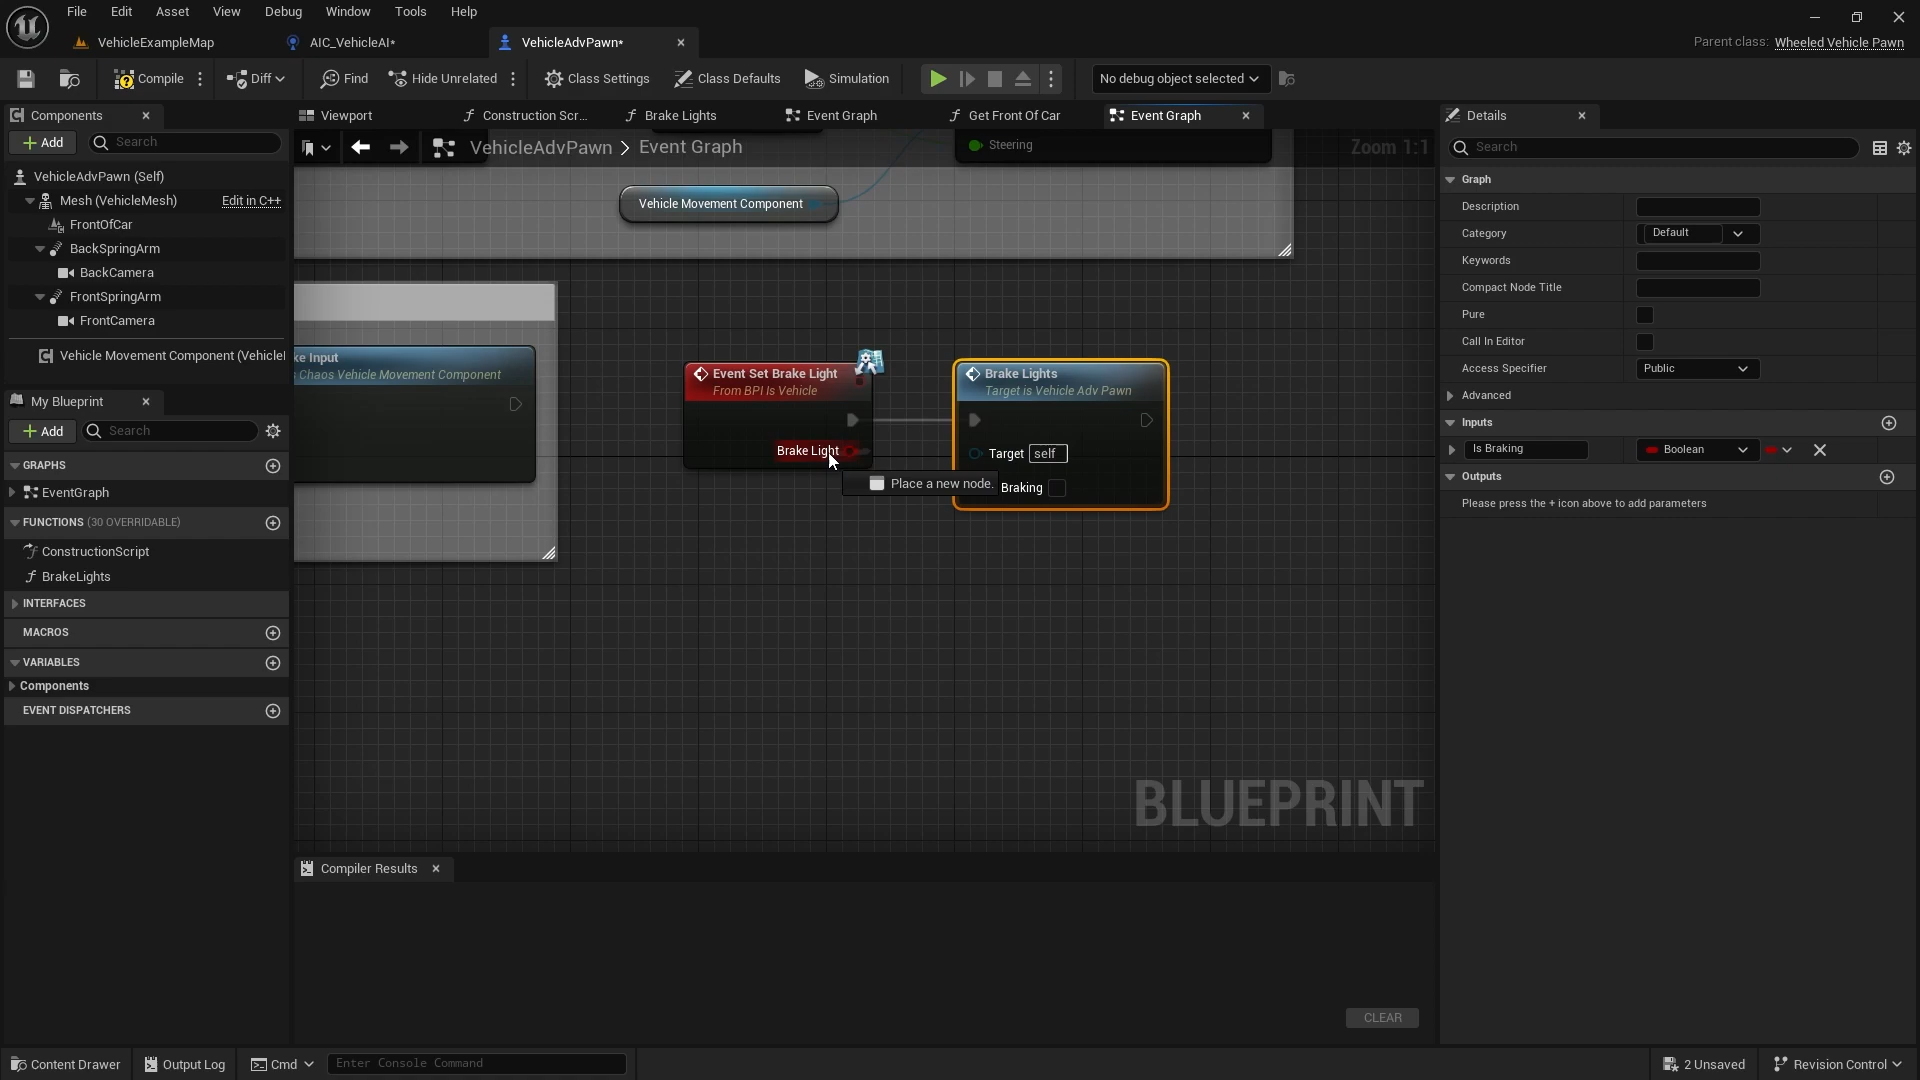 File Edit Asset View Debug Window Tools Help
VehicleExampleMap AIC_VehicleAI* VehicleAdvPawn*
Parent class: Wheeled Vehicle Pawn
Compile Diff Find Hide Unrelated Class Settings Class Defaults Simulation No debug object selected
Components
Add Search
VehicleAdvPawn (Self)
Mesh (VehicleMesh) Edit in C++
FrontOfCar
BackSpringArm
BackCamera
FrontSpringArm
FrontCamera
Vehicle Movement Component (Vehicle
My Blueprint
Add Search
GRAPHS
EventGraph
FUNCTIONS (30 OVERRIDABLE)
ConstructionScript
BrakeLights
INTERFACES
MACROS
VARIABLES
Components
EVENT DISPATCHERS
Viewport Construction Scr... Brake Lights Event Graph Get Front Of Car Event Graph
VehicleAdvPawn > Event Graph
Zoom 1:1
Steering
Vehicle Movement Component
ke Input
s Chaos Vehicle Movement Component
Event Set Brake Light
From BPI Is Vehicle
Brake Light
Brake Lights
Target is Vehicle Adv Pawn
Target self
Braking
Place a new node.
BLUEPRINT
Compiler Results
CLEAR
Details
Search
Graph
Description
Category Default
Keywords
Compact Node Title
Pure
Call In Editor
Access Specifier Public
Advanced
Inputs
Is Braking Boolean
Outputs
Please press the + icon above to add parameters
Content Drawer Output Log Cmd Enter Console Command 2 Unsaved Revision Control